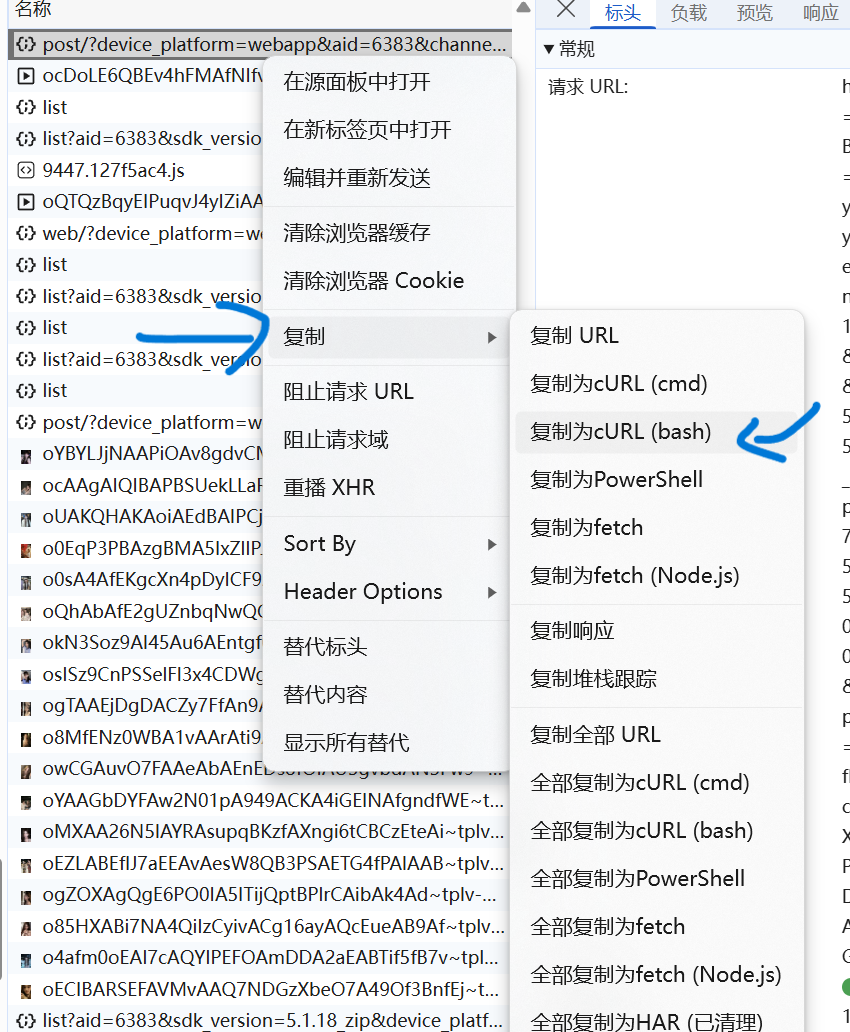 名称
标头 负载 预览 响应
post/?device_platform=webapp&aid=6383&channe...
常规
ocDoLE6QBEv4hFMAfNIfv
在源面板中打开
请求 URL:
list
在新标签页中打开
list?aid=6383&sdk_versio
9447.127f5ac4.js
编辑并重新发送
oQTQzBqyEIPuqvJ4yIZiAA
web/?device_platform=w
清除浏览器缓存
list
清除浏览器 Cookie
list?aid=6383&sdk_versio
list
复制
复制 URL
list?aid=6383&sdk_versio
复制为cURL (cmd)
list
阻止请求 URL
post/?device_platform=w
复制为cURL (bash)
阻止请求域
oYBYLJjNAAPiOAv8gdvCM
重播 XHR
复制为PowerShell
ocAAgAIQIBAPBSUekLLaF
oUAKQHAKAoiAEdBAIPCj
复制为fetch
Sort By
o0EqP3PBAzgBMA5IxZIIP
复制为fetch (Node.js)
o0sA4AfEKgcXn4pDyICF9
Header Options
oQhAbAfE2gUZnbqNwQC
复制响应
okN3Soz9AI45Au6AEntgf
替代标头
osISz9CnPSSeIFI3x4CDWg
复制堆栈跟踪
替代内容
ogTAAEjDgDACZy7FfAn9A
o8MfENz0WBA1vAArAti9
复制全部 URL
显示所有替代
owCGAuvO7FAAeAbAEnE
全部复制为cURL (cmd)
oYAAGbDYFAw2N01pA949ACKA4iGEINAfgndfWE~t...
oMXAA26N5IAYRAsupqBKzfAXngi6tCBCzEteAi~tplv...
全部复制为cURL (bash)
oEZLABEfIJ7aEEAvAesW8QB3PSAETG4fPAIAAB~tplv...
全部复制为PowerShell
ogZOXAgQgE6PO0IA5ITijQptBPIrCAibAk4Ad~tplv-...
o85HXABi7NA4QiIzCyivACg16ayAQcEueAB9Af~tplv...
全部复制为fetch
o4afm0oEAI7cAQYIPEFOAmDDA2aEABTif5fB7v~tpl...
全部复制为fetch (Node.js)
oECIBARSEFAVMvAAQ7NDGzXbeO7A49Of3BnfEj~t...
list?aid=6383&sdk_version=5.1.18_zip&device_platf...
全部复制为HAR (已清理)